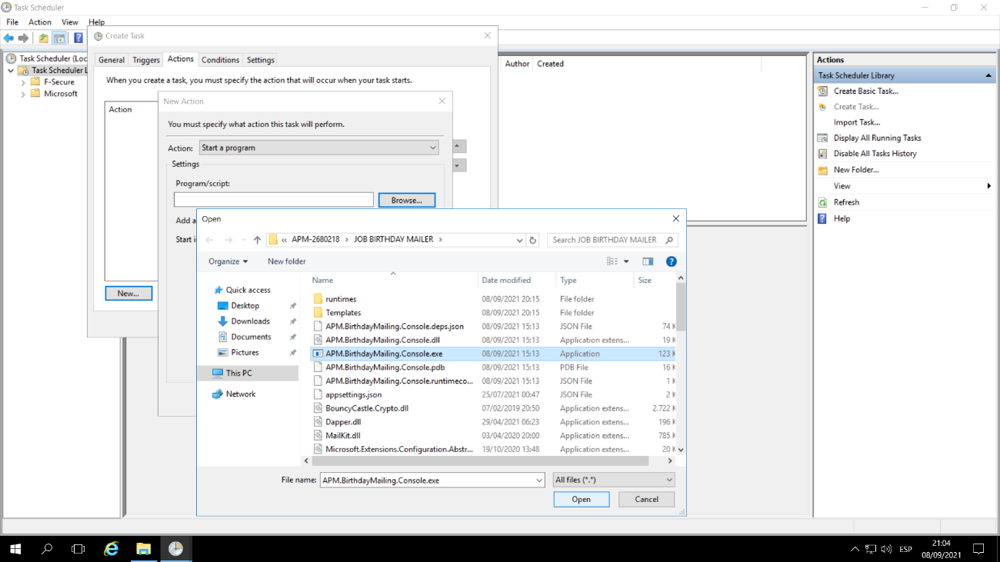 Task Scheduler
File Action View Help
Task Scheduler (Loc
Task Scheduler L
F-Secure
Microsoft
Create Task
General Triggers Actions Conditions Settings
When you create a task, you must specify the action that will occur when your task starts.
Action
New...
New Action
You must specify what action this task will perform.
Action: Start a program
Settings
Program/script:
Browse...
Add a
Start i
Open
« APM-2680218 › JOB BIRTHDAY MAILER ›
Search JOB BIRTHDAY MAILER
Organize New folder
Quick access
Desktop
Downloads
Documents
Pictures
This PC
Network
Name Date modified Type Size
runtimes 08/09/2021 20:15 File folder
Templates 08/09/2021 20:15 File folder
APM.BirthdayMailing.Console.deps.json 08/09/2021 15:13 JSON File 74 K
APM.BirthdayMailing.Console.dll 08/09/2021 15:13 Application extens... 19 K
APM.BirthdayMailing.Console.exe 08/09/2021 15:13 Application 123 K
APM.BirthdayMailing.Console.pdb 08/09/2021 15:13 PDB File 16 K
APM.BirthdayMailing.Console.runtimeco... 08/09/2021 15:13 JSON File 1 K
appsettings.json 25/07/2021 00:47 JSON File 2 K
BouncyCastle.Crypto.dll 07/02/2019 20:50 Application extens... 2.722 K
Dapper.dll 29/04/2021 06:23 Application extens... 196 K
MailKit.dll 03/04/2020 20:00 Application extens... 785 K
Microsoft.Extensions.Configuration.Abstr... 19/10/2020 13:48 Application extens... 20 K
File name: APM.BirthdayMailing.Console.exe All files (*.*)
Open Cancel
Author Created
Actions
Task Scheduler Library
Create Basic Task...
Create Task...
Import Task...
Display All Running Tasks
Disable All Tasks History
New Folder...
View
Refresh
Help
ESP
21:04
08/09/2021